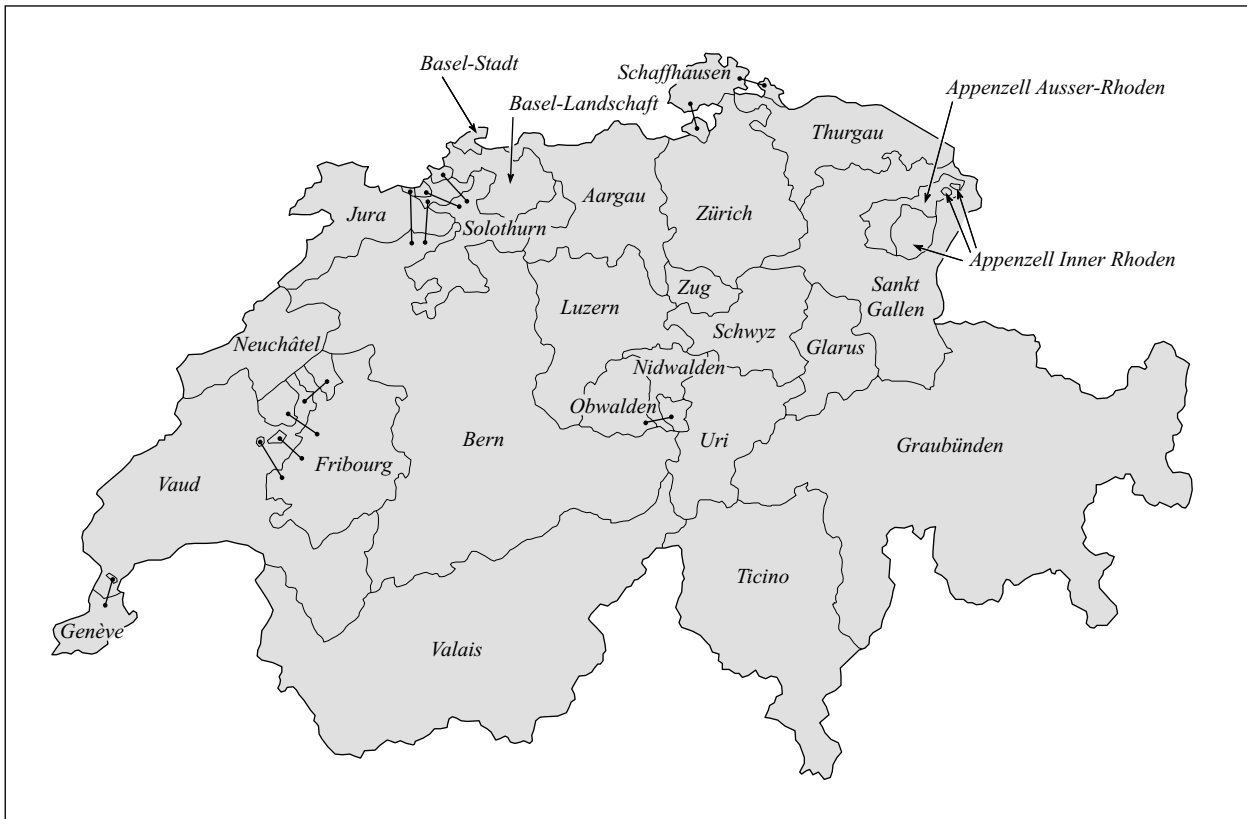 Basel-Stadt
Schaffhausen
Appenzell Ausser-Rhoden
Basel-Landschaft
Thurgau
Aargau
Zürich
Jura
Solothurn
Appenzell Inner Rhoden
Zug
Sankt
Gallen
Luzern
Schwyz
Neuchâtel
Glarus
Nidwalden
Obwalden
Bern
Uri
Graubünden
Fribourg
Vaud
Ticino
Genève
Valais